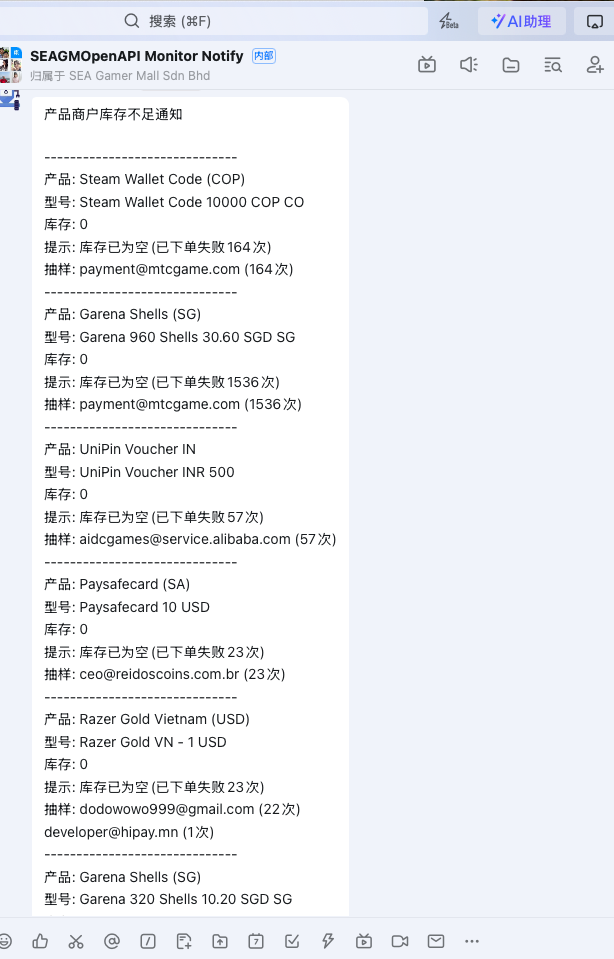 搜索 (⌘F)
Beta
AI助理
SEAGMOpenAPI Monitor Notify 内部
归属于 SEA Gamer Mall Sdn Bhd
产品商户库存不足通知
------------------------------
产品: Steam Wallet Code (COP)
型号: Steam Wallet Code 10000 COP CO
库存: 0
提示: 库存已为空(已下单失败164次)
抽样: payment@mtcgame.com (164次)
------------------------------
产品: Garena Shells (SG)
型号: Garena 960 Shells 30.60 SGD SG
库存: 0
提示: 库存已为空(已下单失败1536次)
抽样: payment@mtcgame.com (1536次)
------------------------------
产品: UniPin Voucher IN
型号: UniPin Voucher INR 500
库存: 0
提示: 库存已为空(已下单失败57次)
抽样: aidcgames@service.alibaba.com (57次)
------------------------------
产品: Paysafecard (SA)
型号: Paysafecard 10 USD
库存: 0
提示: 库存已为空(已下单失败23次)
抽样: ceo@reidoscoins.com.br (23次)
------------------------------
产品: Razer Gold Vietnam (USD)
型号: Razer Gold VN - 1 USD
库存: 0
提示: 库存已为空(已下单失败23次)
抽样: dodowowo999@gmail.com (22次)
developer@hipay.mn (1次)
------------------------------
产品: Garena Shells (SG)
型号: Garena 320 Shells 10.20 SGD SG
7